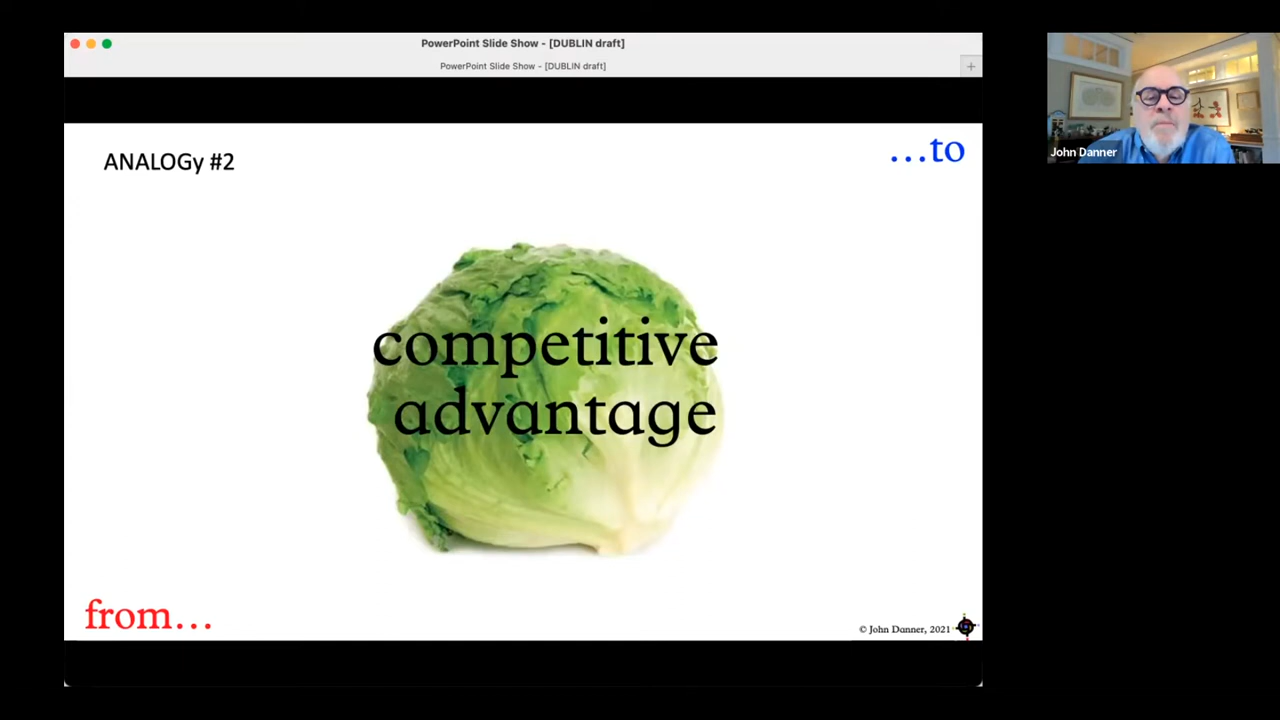 PowerPoint Slide Show - [DUBLIN draft]
PowerPoint Slide Show - [DUBLIN draft]
+
ANALOGy #2
...to
competitive
advantage
from...
© John Danner, 2021
John Danner